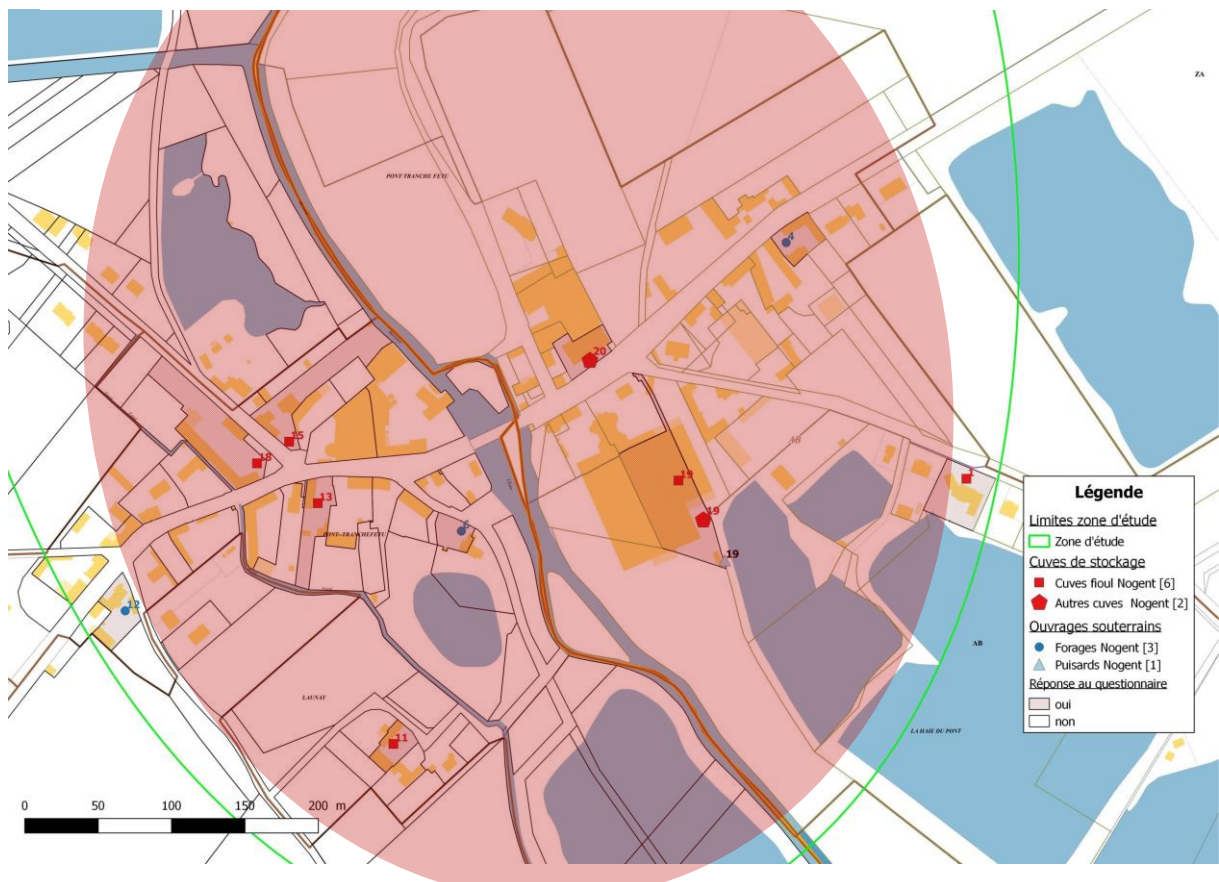 ZA
PONT TRANCHE FETU
4
20
15
18
AB
19
1
13
19
PONT-TRANCHEFETU
6
19
12
AB
LAUNAY
LA HAIE DU PONT
11
0 50 100 150 200 m
Légende
Limites zone d'étude
Zone d'étude
Cuves de stockage
Cuves fioul Nogent [6]
Autres cuves Nogent [2]
Ouvrages souterrains
Forages Nogent [3]
Puisards Nogent [1]
Réponse au questionnaire
oui
non